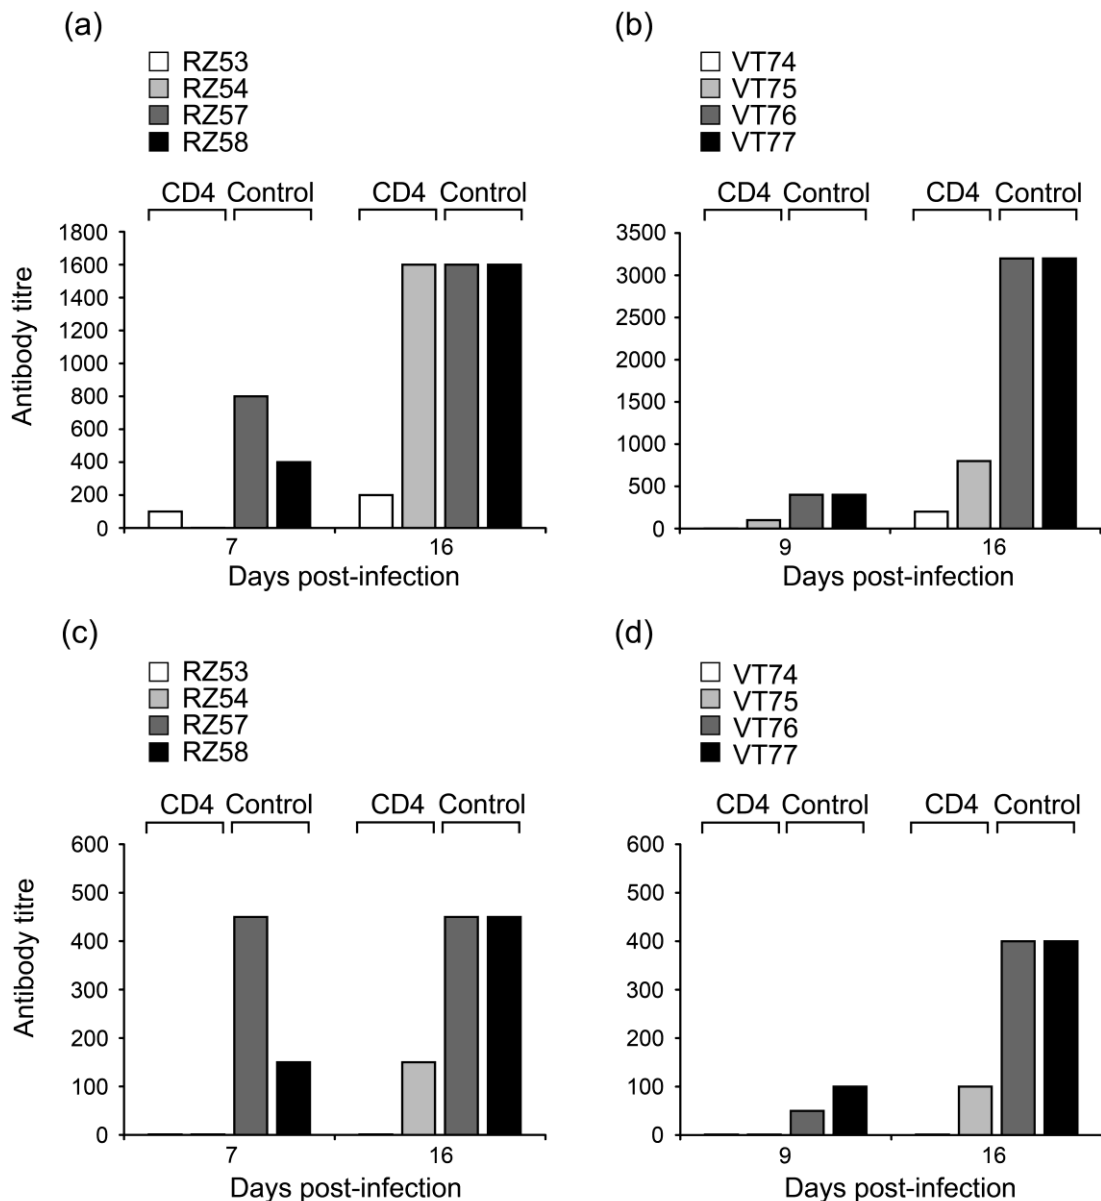 (a)
RZ53
RZ54
RZ57
RZ58
CD4 Control CD4 Control
Antibody titre
1800
1600
1400
1200
1000
800
600
400
200
0
7 16
Days post-infection
(b)
VT74
VT75
VT76
VT77
CD4 Control CD4 Control
3500
3000
2500
2000
1500
1000
500
0
9 16
Days post-infection
(c)
RZ53
RZ54
RZ57
RZ58
CD4 Control CD4 Control
Antibody titre
600
500
400
300
200
100
0
7 16
Days post-infection
(d)
VT74
VT75
VT76
VT77
CD4 Control CD4 Control
600
500
400
300
200
100
0
9 16
Days post-infection